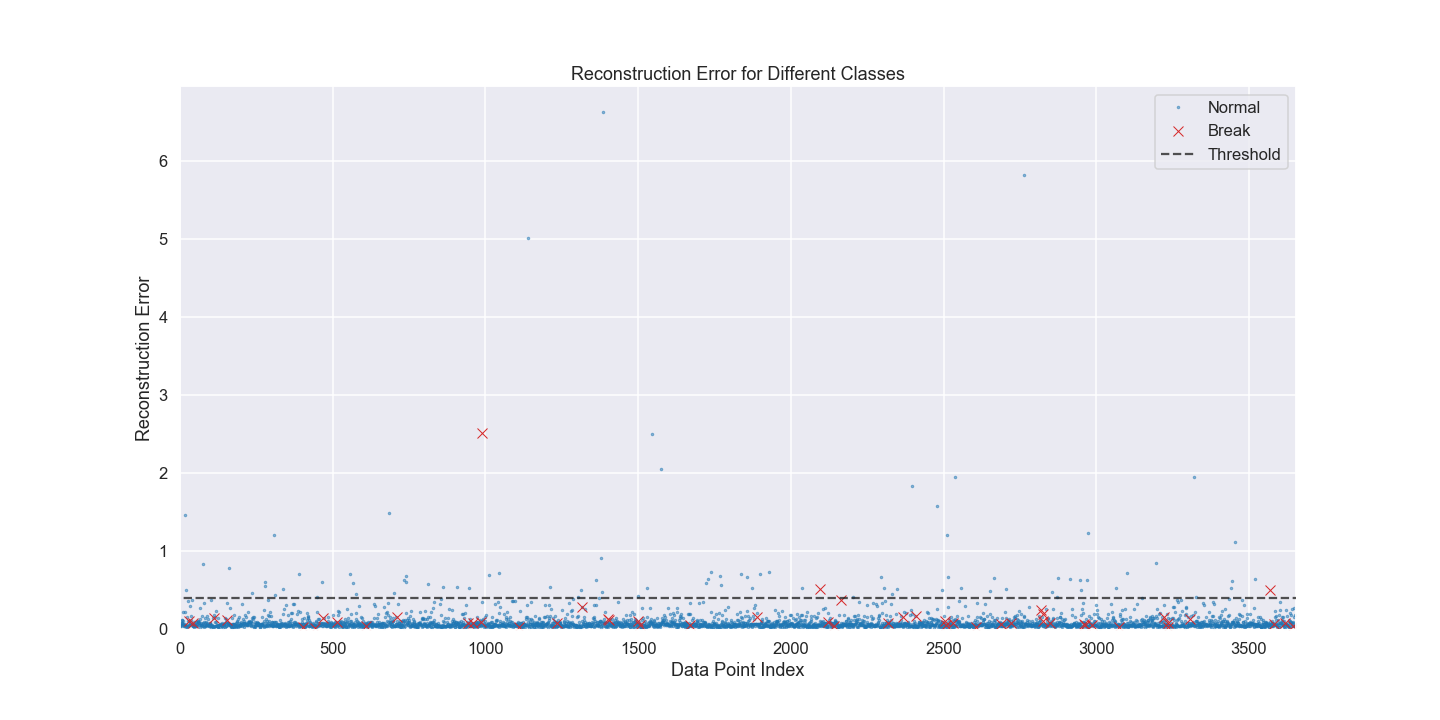 Reconstruction Error for Different Classes
Normal
Break
Threshold
Reconstruction Error
6
5
4
3
2
1
0
0 500 1000 1500 2000 2500 3000 3500
Data Point Index